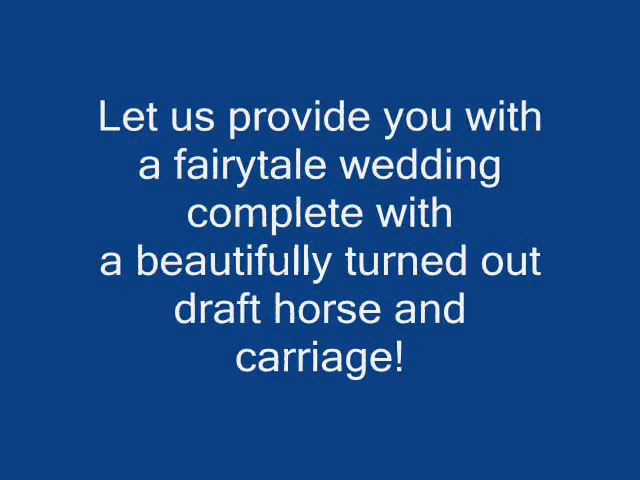 Let us provide you with
a fairytale wedding
complete with
a beautifully turned out
draft horse and
carriage!